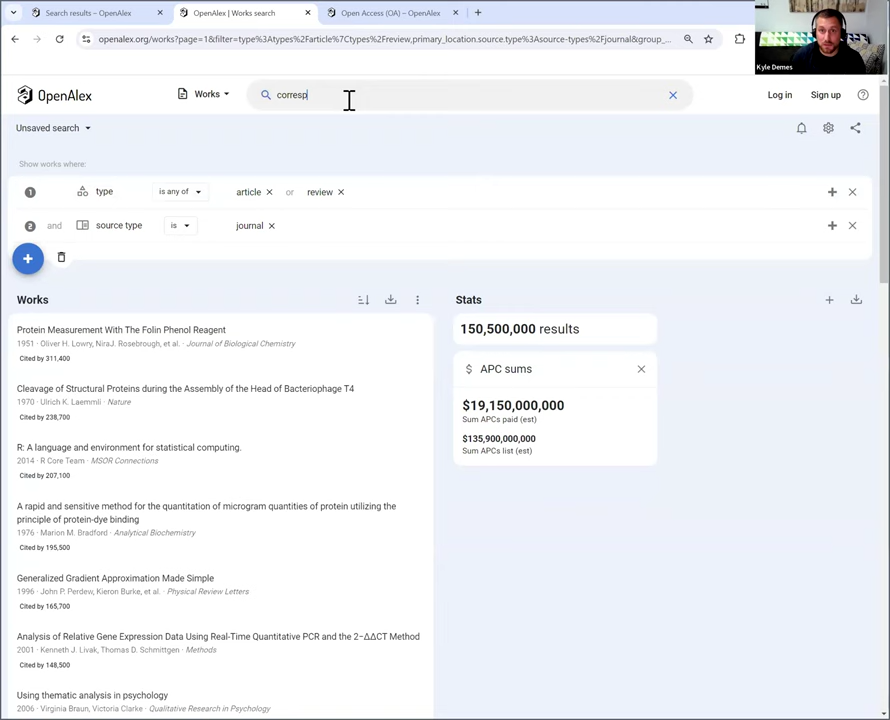 Search results – OpenAlex
OpenAlex | Works search
Open Access (OA) – OpenAlex
openalex.org/works?page=1&filter=type%3Atypes%2Farticle%7Ctypes%2Freview,primary_location.source.type%3Asource-types%2Fjournal&group_...
Kyle Demes
OpenAlex
Works
corresp
Log in
Sign up
Unsaved search
Show works where:
1 type is any of article or review
2 and source type is journal
Works
Protein Measurement With The Folin Phenol Reagent
1951 · Oliver H. Lowry, NiraJ. Rosebrough, et al. · Journal of Biological Chemistry
Cited by 311,400
Cleavage of Structural Proteins during the Assembly of the Head of Bacteriophage T4
1970 · Ulrich K. Laemmli · Nature
Cited by 238,700
R: A language and environment for statistical computing.
2014 · R Core Team · MSOR Connections
Cited by 207,100
A rapid and sensitive method for the quantitation of microgram quantities of protein utilizing the
principle of protein-dye binding
1976 · Marion M. Bradford · Analytical Biochemistry
Cited by 195,500
Generalized Gradient Approximation Made Simple
1996 · John P. Perdew, Kieron Burke, et al. · Physical Review Letters
Cited by 165,700
Analysis of Relative Gene Expression Data Using Real-Time Quantitative PCR and the 2−ΔΔCT Method
2001 · Kenneth J. Livak, Thomas D. Schmittgen · Methods
Cited by 148,500
Using thematic analysis in psychology
2006 · Virginia Braun, Victoria Clarke · Qualitative Research in Psychology
Stats
150,500,000 results
$ APC sums
$19,150,000,000
Sum APCs paid (est)
$135,900,000,000
Sum APCs list (est)